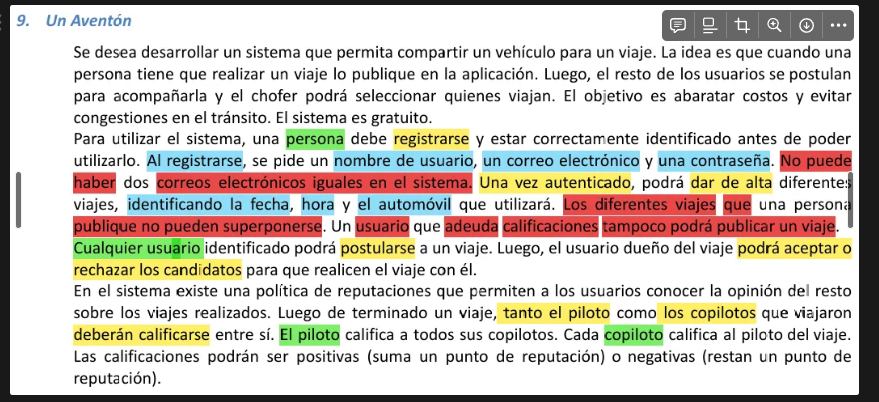 9. Un Aventón
Se desea desarrollar un sistema que permita compartir un vehículo para un viaje. La idea es que cuando una
persona tiene que realizar un viaje lo publique en la aplicación. Luego, el resto de los usuarios se postulan
para acompañarla y el chofer podrá seleccionar quienes viajan. El objetivo es abaratar costos y evitar
congestiones en el tránsito. El sistema es gratuito.
Para utilizar el sistema, una persona debe registrarse y estar correctamente identificado antes de poder
utilizarlo. Al registrarse, se pide un nombre de usuario, un correo electrónico y una contraseña. No puede
haber dos correos electrónicos iguales en el sistema. Una vez autenticado, podrá dar de alta diferentes
viajes, identificando la fecha, hora y el automóvil que utilizará. Los diferentes viajes que una persona
publique no pueden superponerse. Un usuario que adeuda calificaciones tampoco podrá publicar un viaje.
Cualquier usuario identificado podrá postularse a un viaje. Luego, el usuario dueño del viaje podrá aceptar o
rechazar los candidatos para que realicen el viaje con él.
En el sistema existe una política de reputaciones que permiten a los usuarios conocer la opinión del resto
sobre los viajes realizados. Luego de terminado un viaje, tanto el piloto como los copilotos que viajaron
deberán calificarse entre sí. El piloto califica a todos sus copilotos. Cada copiloto califica al piloto del viaje.
Las calificaciones podrán ser positivas (suma un punto de reputación) o negativas (restan un punto de
reputación).